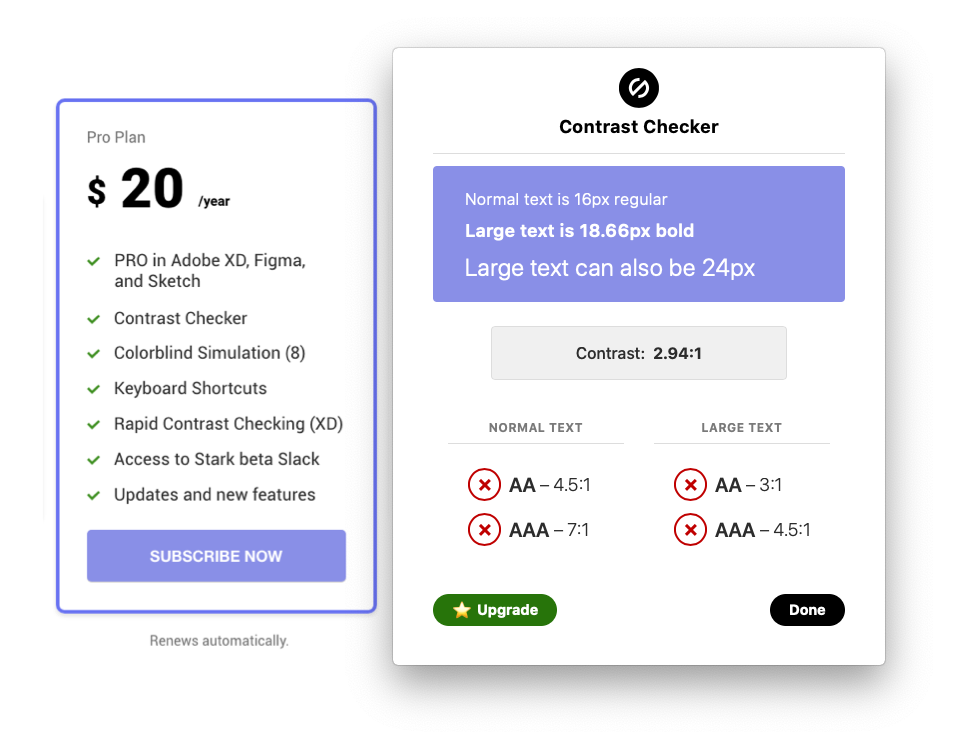 Pro Plan
$ 20 /year
PRO in Adobe XD, Figma,
and Sketch
Contrast Checker
Colorblind Simulation (8)
Keyboard Shortcuts
Rapid Contrast Checking (XD)
Access to Stark beta Slack
Updates and new features
SUBSCRIBE NOW
Renews automatically.
Contrast Checker
Normal text is 16px regular
Large text is 18.66px bold
Large text can also be 24px
Contrast: 2.94:1
NORMAL TEXT
AA – 4.5:1
AAA – 7:1
LARGE TEXT
AA – 3:1
AAA – 4.5:1
Upgrade
Done